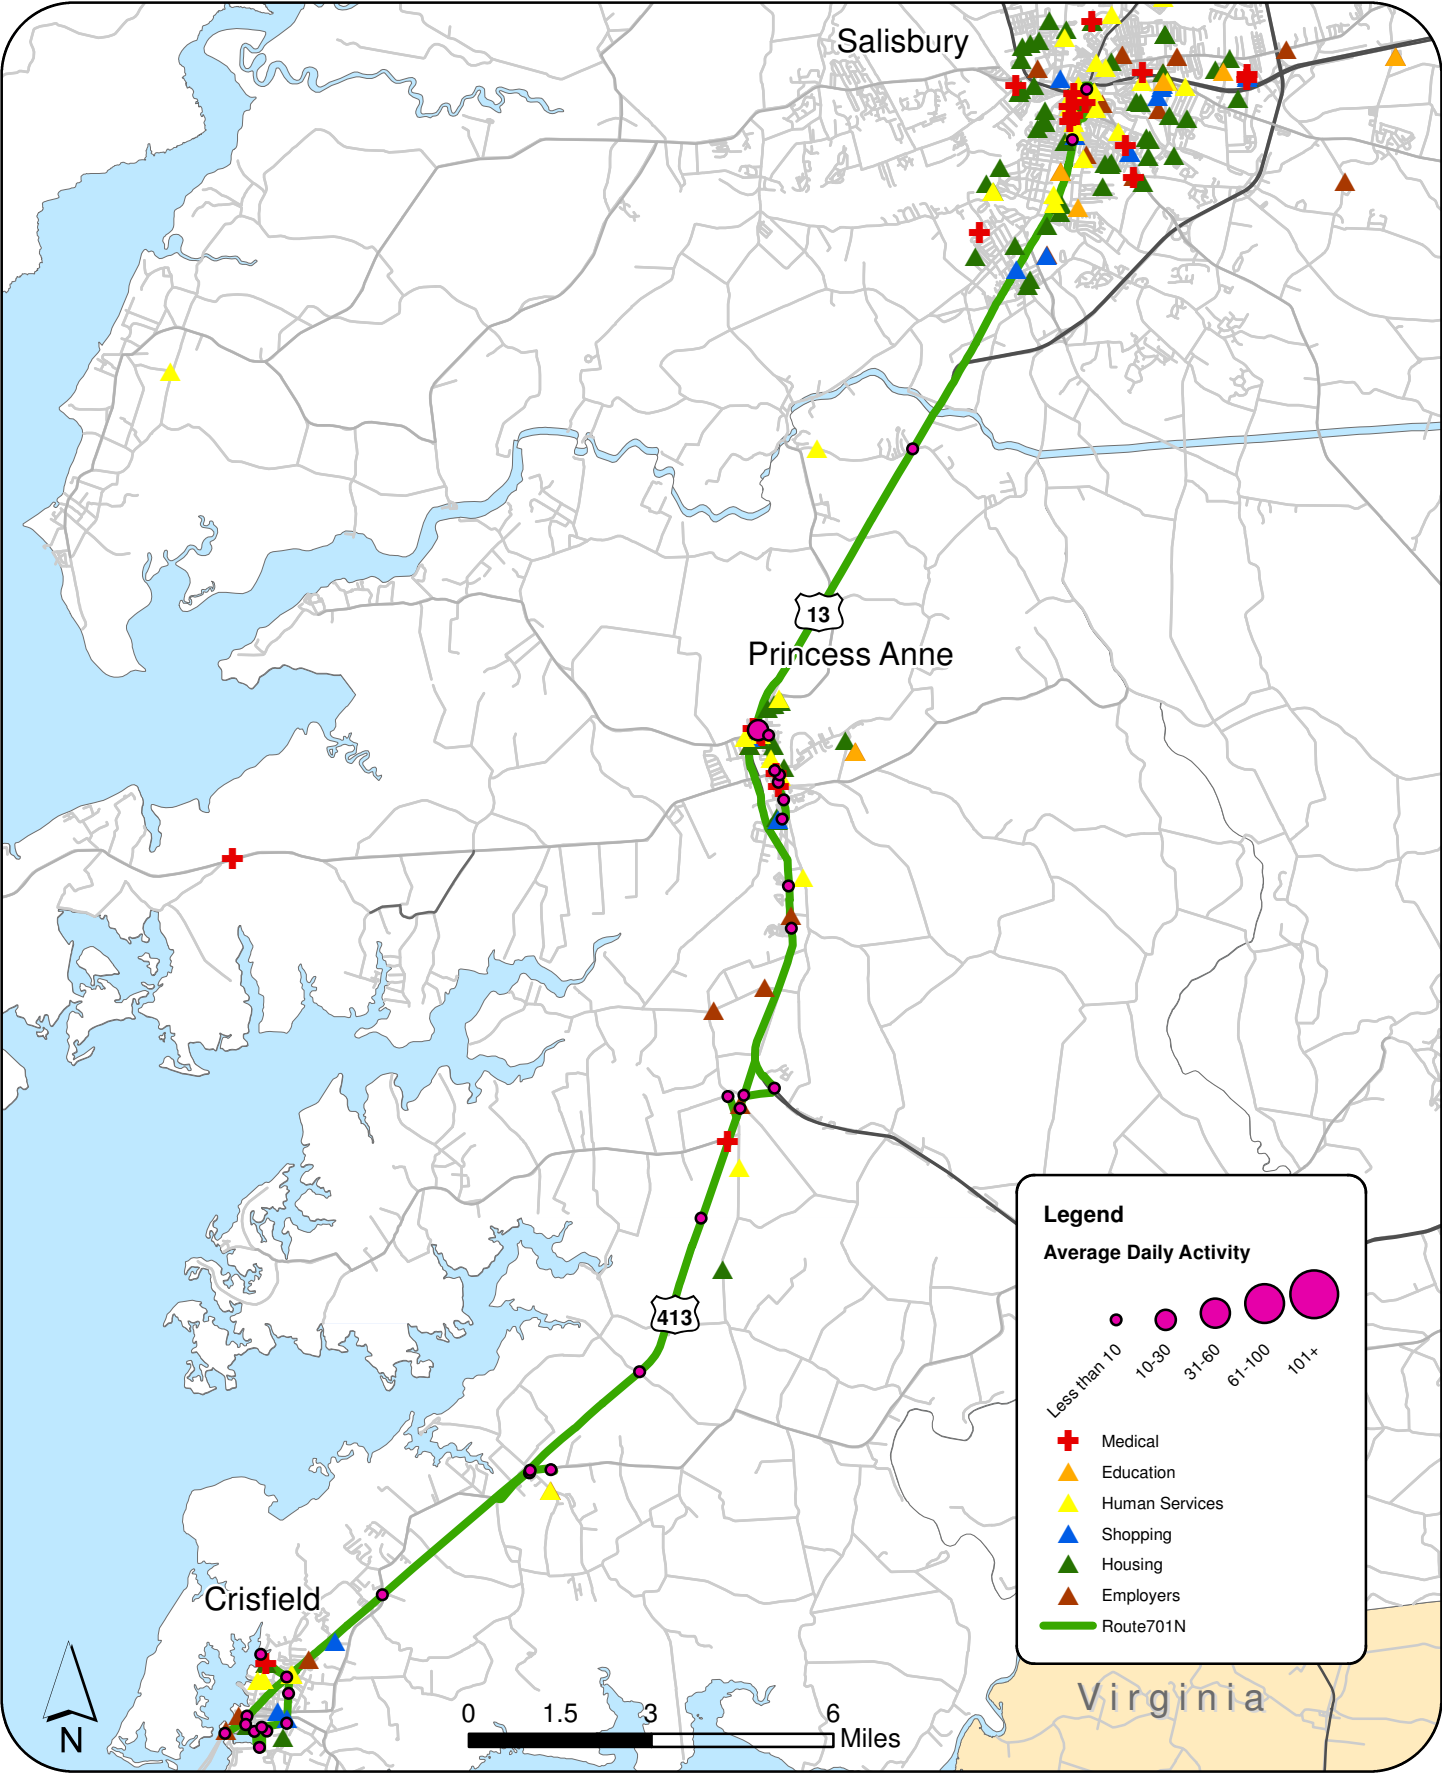 Salisbury
13
Princess Anne
413
Crisfield
N
0 1.5 3 6
Miles
Legend
Average Daily Activity
Less than 10
10-30
31-60
61-100
101+
Medical
Education
Human Services
Shopping
Housing
Employers
Route701N
Virginia